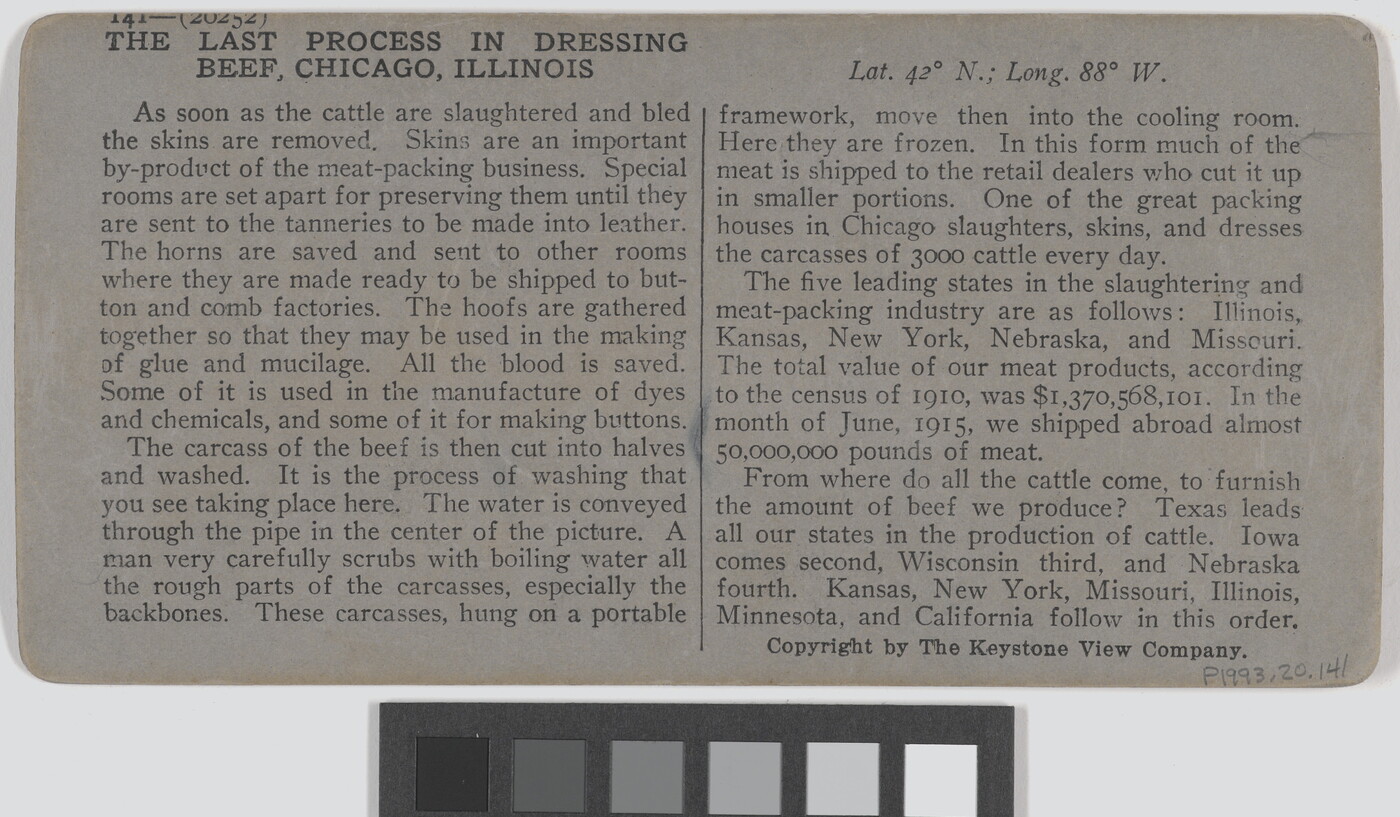 141—(20252)
THE LAST PROCESS IN DRESSING
BEEF, CHICAGO, ILLINOIS
As soon as the cattle are slaughtered and bled
the skins are removed. Skins are an important
by-product of the meat-packing business. Special
rooms are set apart for preserving them until they
are sent to the tanneries to be made into leather.
The horns are saved and sent to other rooms
where they are made ready to be shipped to but-
ton and comb factories. The hoofs are gathered
together so that they may be used in the making
of glue and mucilage. All the blood is saved.
Some of it is used in the manufacture of dyes
and chemicals, and some of it for making buttons.
The carcass of the beef is then cut into halves
and washed. It is the process of washing that
you see taking place here. The water is conveyed
through the pipe in the center of the picture. A
man very carefully scrubs with boiling water all
the rough parts of the carcasses, especially the
backbones. These carcasses, hung on a portable
Lat. 42° N.; Long. 88° W.
framework, move then into the cooling room.
Here they are frozen. In this form much of the
meat is shipped to the retail dealers who cut it up
in smaller portions. One of the great packing
houses in Chicago slaughters, skins, and dresses
the carcasses of 3000 cattle every day.
The five leading states in the slaughtering and
meat-packing industry are as follows: Illinois,
Kansas, New York, Nebraska, and Missouri.
The total value of our meat products, according
to the census of 1910, was $1,370,568,101. In the
month of June, 1915, we shipped abroad almost
50,000,000 pounds of meat.
From where do all the cattle come, to furnish
the amount of beef we produce? Texas leads
all our states in the production of cattle. Iowa
comes second, Wisconsin third, and Nebraska
fourth. Kansas, New York, Missouri, Illinois,
Minnesota, and California follow in this order.
Copyright by The Keystone View Company.
P1993.20.141